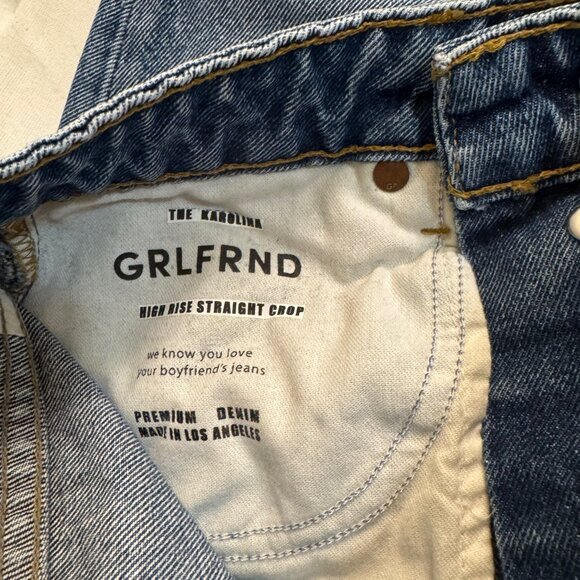 THE KAROLINA
GRLFRND
HIGH RISE STRAIGHT CROP
we know you love
your boyfriend's jeans
PREMIUM DENIM
MADE IN LOS ANGELES